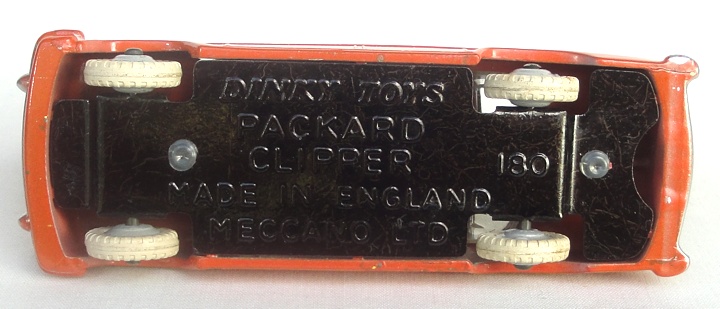 DINKY TOYS
PACKARD
CLIPPER 180
MADE IN ENGLAND
MECCANO LTD